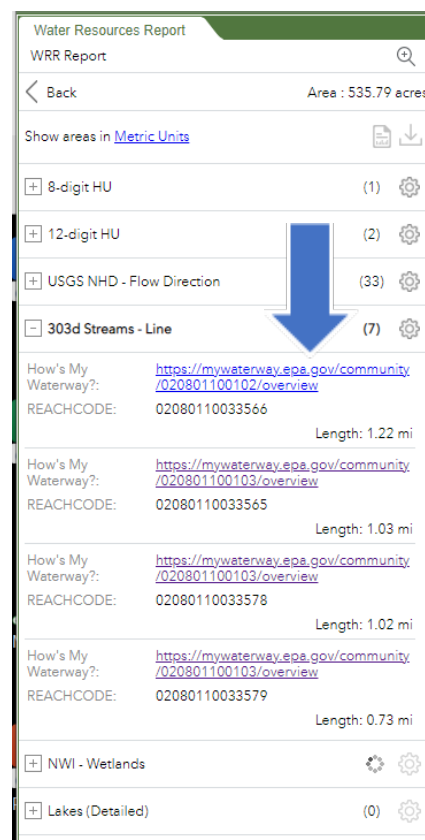 Water Resources Report
WRR Report
Back Area : 535.79 acres
Show areas in Metric Units
8-digit HU (1)
12-digit HU (2)
USGS NHD - Flow Direction (33)
303d Streams - Line (7)
How's My https://mywaterway.epa.gov/community
Waterway?: /020801100102/overview
REACHCODE: 02080110033566
Length: 1.22 mi
How's My https://mywaterway.epa.gov/community
Waterway?: /020801100103/overview
REACHCODE: 02080110033565
Length: 1.03 mi
How's My https://mywaterway.epa.gov/community
Waterway?: /020801100103/overview
REACHCODE: 02080110033578
Length: 1.02 mi
How's My https://mywaterway.epa.gov/community
Waterway?: /020801100103/overview
REACHCODE: 02080110033579
Length: 0.73 mi
NWI - Wetlands
Lakes (Detailed) (0)